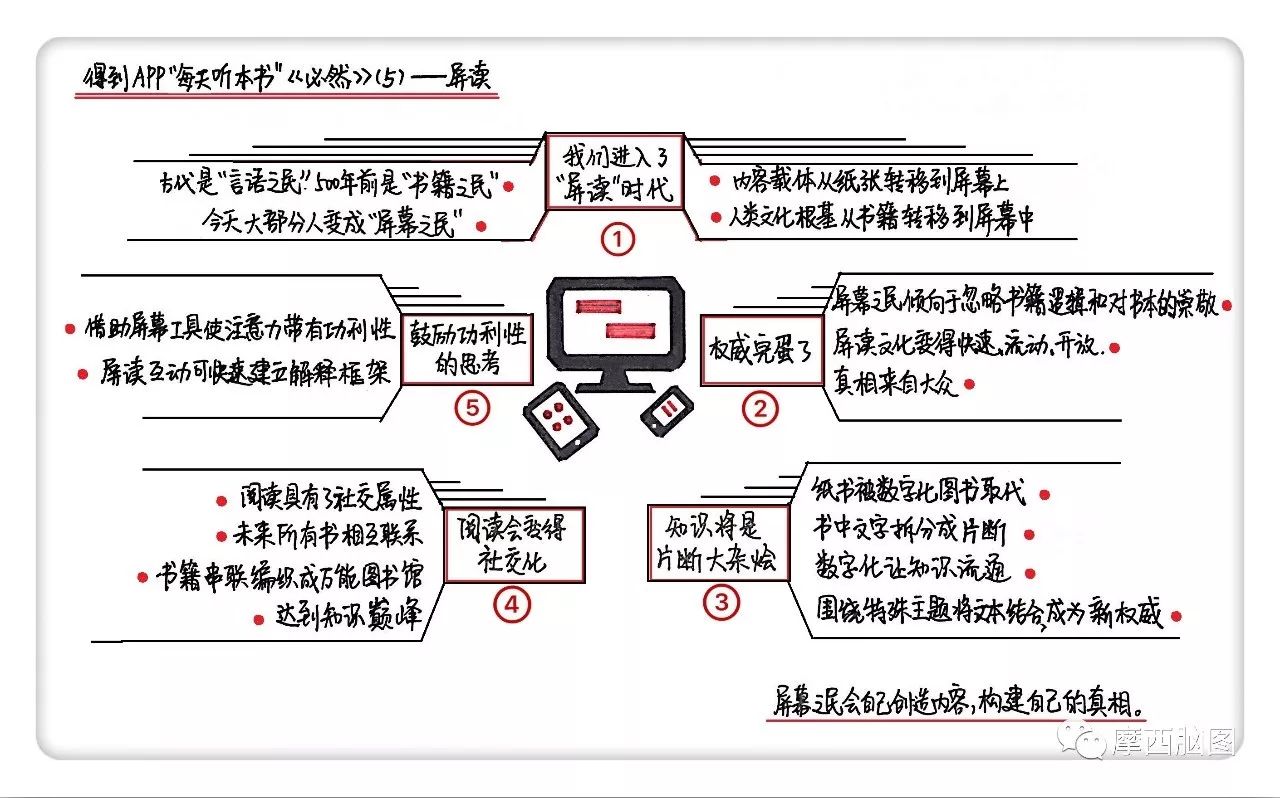 得到APP"每天听本书"《必然》(5)——屏读
我们进入了
"屏读"时代
①
古代是"言语之民"!500年前是"书籍之民"
今天大部分人变成"屏幕之民"
内容载体从纸张转移到屏幕上
人类文化根基从书籍转移到屏幕中
权威完蛋了
②
屏幕之民倾向于忽略书籍逻辑和对书本的崇敬
屏读文化变得快速、流动、开放.
真相来自大众
知识将是
片断大杂烩
③
纸书被数字化图书取代
书中文字拆分成片断
数字化让知识流通
围绕特殊主题将文本结合,成为新权威
阅读会变得
社交化
④
阅读具有了社交属性
未来所有书相互联系
书籍串联编织成万能图书馆
达到知识巅峰
鼓励功利性
的思考
⑤
借助屏幕工具使注意力带有功利性
屏读互动可快速建立解释框架
屏幕之民会自己创造内容,构建自己的真相。
摩西脑图